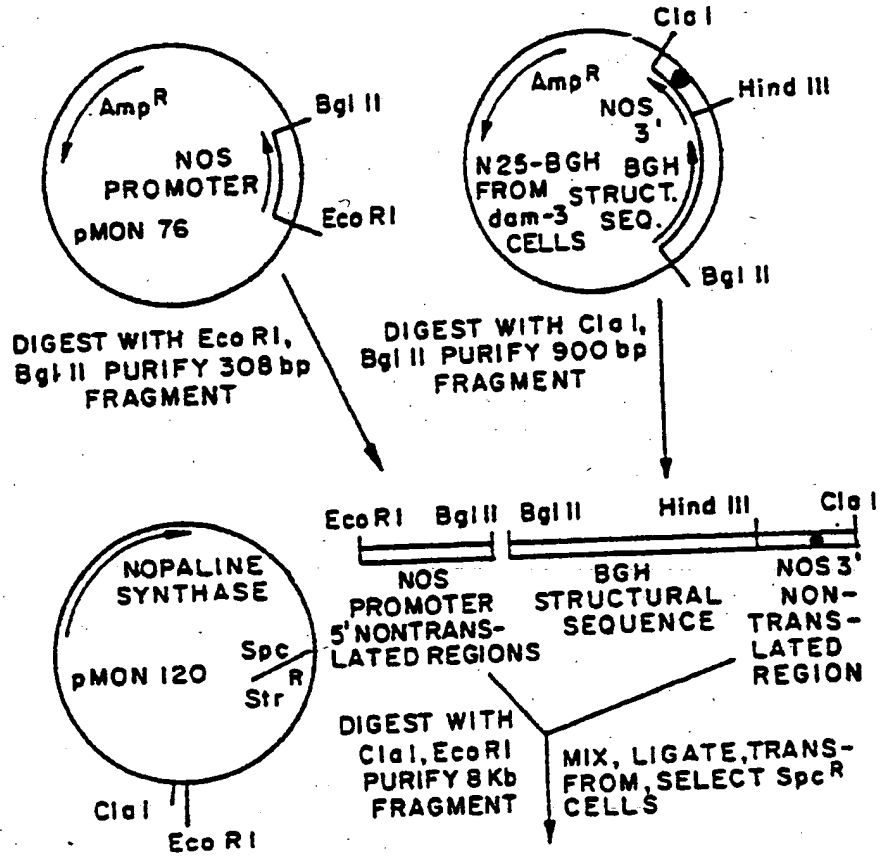 Amp R
Bgl II
NOS
PROMOTER
Eco RI
pMON 76
Cla I
Amp R
Hind III
NOS
3'
N25-BGH
FROM
dam-3
CELLS
BGH
STRUCT.
SEQ.
Bgl II
DIGEST WITH Eco RI,
Bgl II PURIFY 308 bp
FRAGMENT
DIGEST WITH Cla I,
Bgl II PURIFY 900 bp
FRAGMENT
Eco RI Bgl II Bgl II Hind III Cla I
NOS
PROMOTER
5' NONTRANS-
LATED REGIONS
BGH
STRUCTURAL
SEQUENCE
NOS 3'
NON-
TRANS-
LATED
REGION
NOPALINE
SYNTHASE
pMON 120
Spc
R
Str
Cla I
Eco RI
DIGEST WITH
Cla I, Eco RI
PURIFY 8 Kb
FRAGMENT
MIX, LIGATE, TRANS-
FROM, SELECT Spc R
CELLS